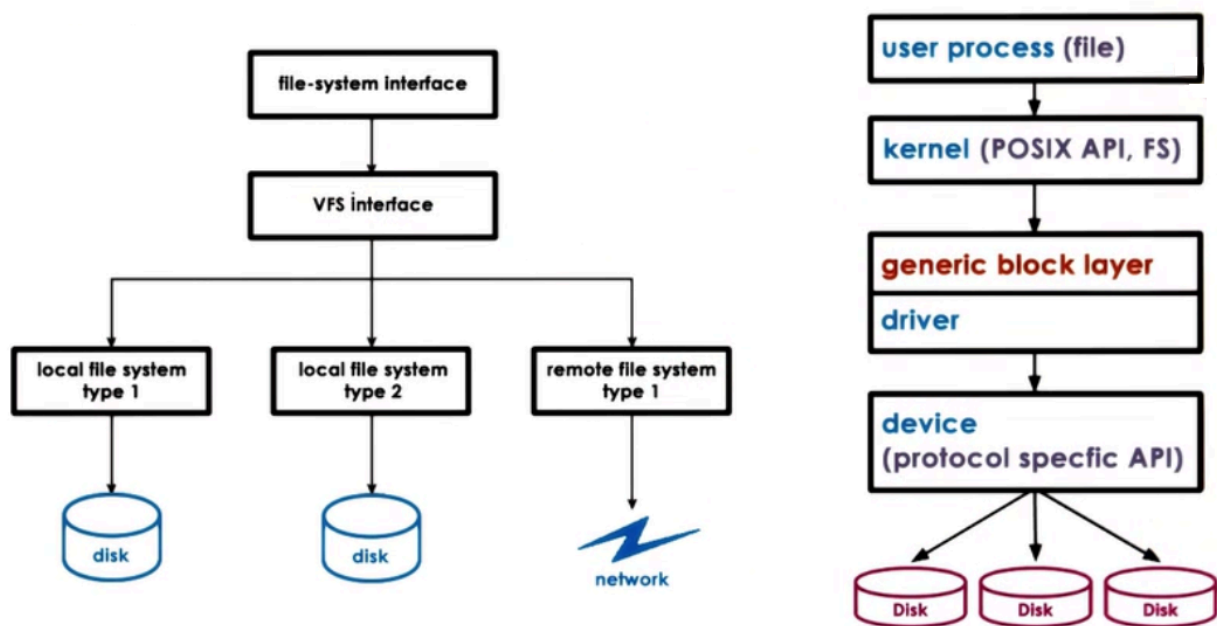 file-system interface
VFS interface
local file system
type 1
local file system
type 2
remote file system
type 1
disk
disk
network
user process (file)
kernel (POSIX API, FS)
generic block layer
driver
device
(protocol specfic API)
Disk
Disk
Disk